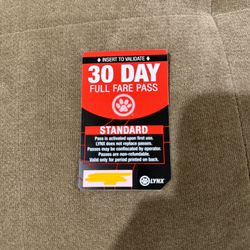 INSERT TO VALIDATE
30 DAY
FULL FARE PASS
STANDARD
Pass is activated upon first use.
LYNX does not replace passes.
Passes may be confiscated by operator.
Passes are non-refundable.
Valid only for period printed on back.
LYNX